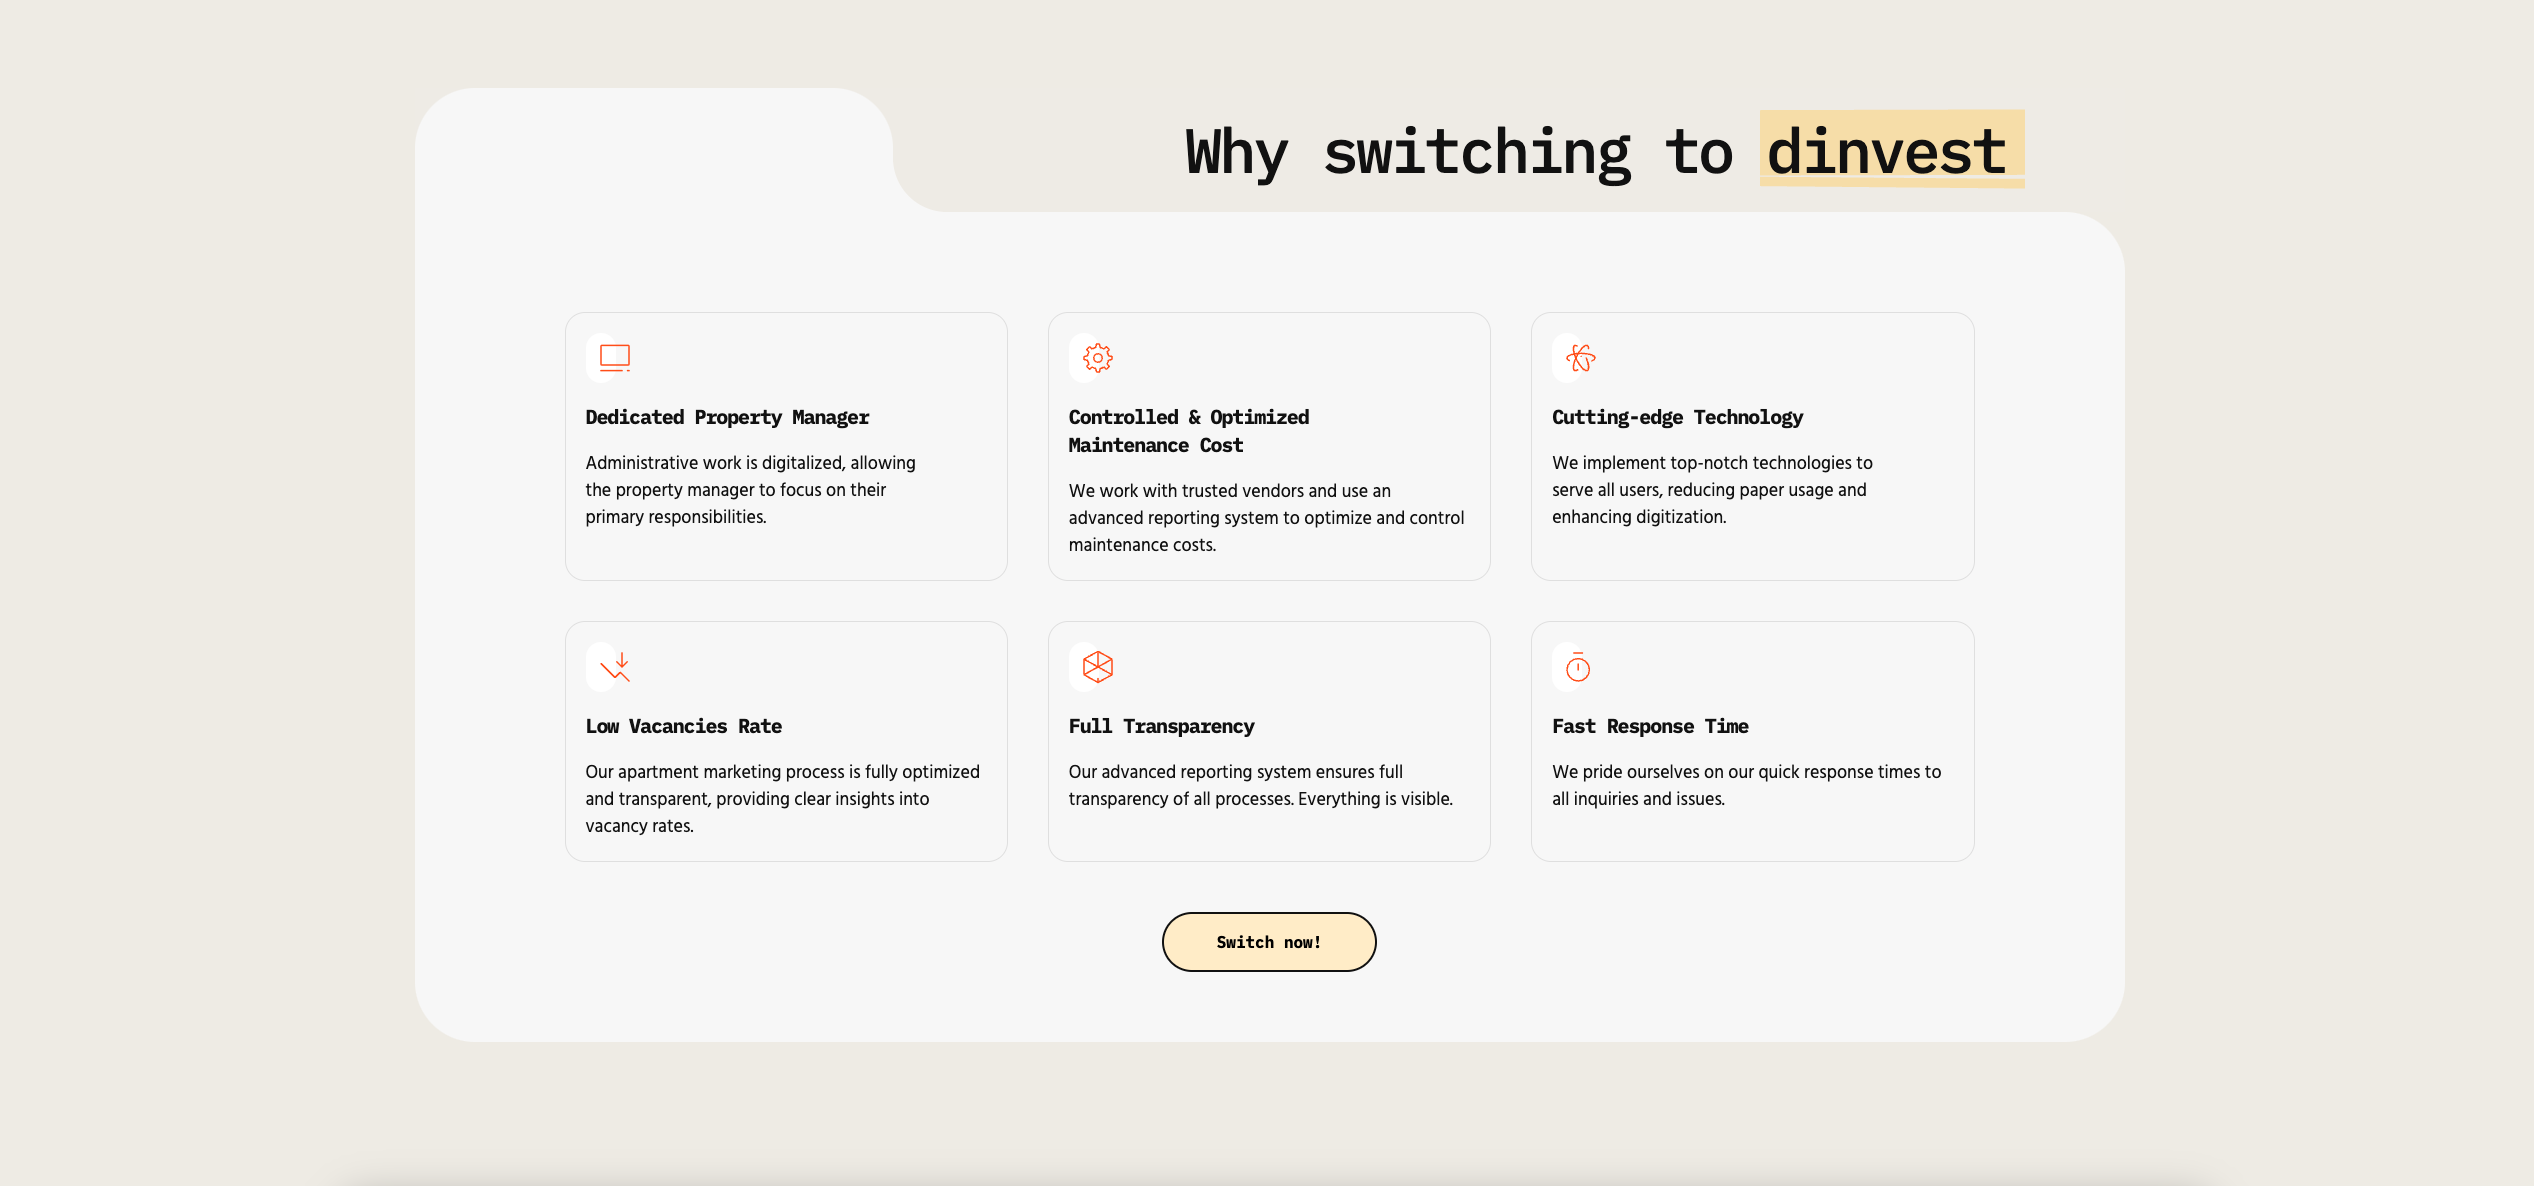 Why switching to dinvest
Dedicated Property Manager
Administrative work is digitalized, allowing
the property manager to focus on their
primary responsibilities.
Controlled & Optimized
Maintenance Cost
We work with trusted vendors and use an
advanced reporting system to optimize and control
maintenance costs.
Cutting-edge Technology
We implement top-notch technologies to
serve all users, reducing paper usage and
enhancing digitization.
Low Vacancies Rate
Our apartment marketing process is fully optimized
and transparent, providing clear insights into
vacancy rates.
Full Transparency
Our advanced reporting system ensures full
transparency of all processes. Everything is visible.
Fast Response Time
We pride ourselves on our quick response times to
all inquiries and issues.
Switch now!